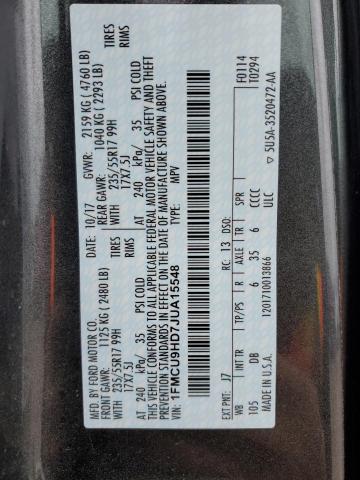 MFD. BY FORD MOTOR CO.
DATE: 10/17 GVWR: 2159 KG ( 4760 LB)
FRONT GAWR: 1125 KG ( 2480 LB) REAR GAWR: 1040 KG ( 2293 LB)
WITH 235/55R17 99H TIRES WITH 235/55R17 99H TIRES
17X7.5J RIMS 17X7.5J RIMS
AT 240 kPa/ 35 PSI COLD AT 240 kPa/ 35 PSI COLD
THIS VEHICLE CONFORMS TO ALL APPLICABLE FEDERAL MOTOR VEHICLE SAFETY AND THEFT
PREVENTION STANDARDS IN EFFECT ON THE DATE OF MANUFACTURE SHOWN ABOVE.
VIN: 1FMCU9HD7JUA15548
TYPE: MPV
F0114
T0294
EXT PNT: J7 RC: 13 DSO:
WB INT TR R AXLE TR SPR
105 DB 6 35 6 CCCC
1201710013866 ULC
MADE IN U.S.A.
5U5A-3520472-AA